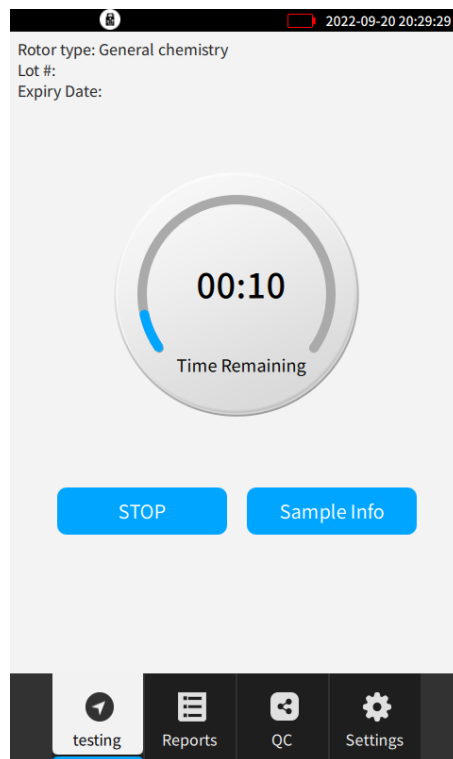 2022-09-20 20:29:29
Rotor type: General chemistry
Lot #:
Expiry Date:
00:10
Time Remaining
STOP
Sample Info
testing
Reports
QC
Settings